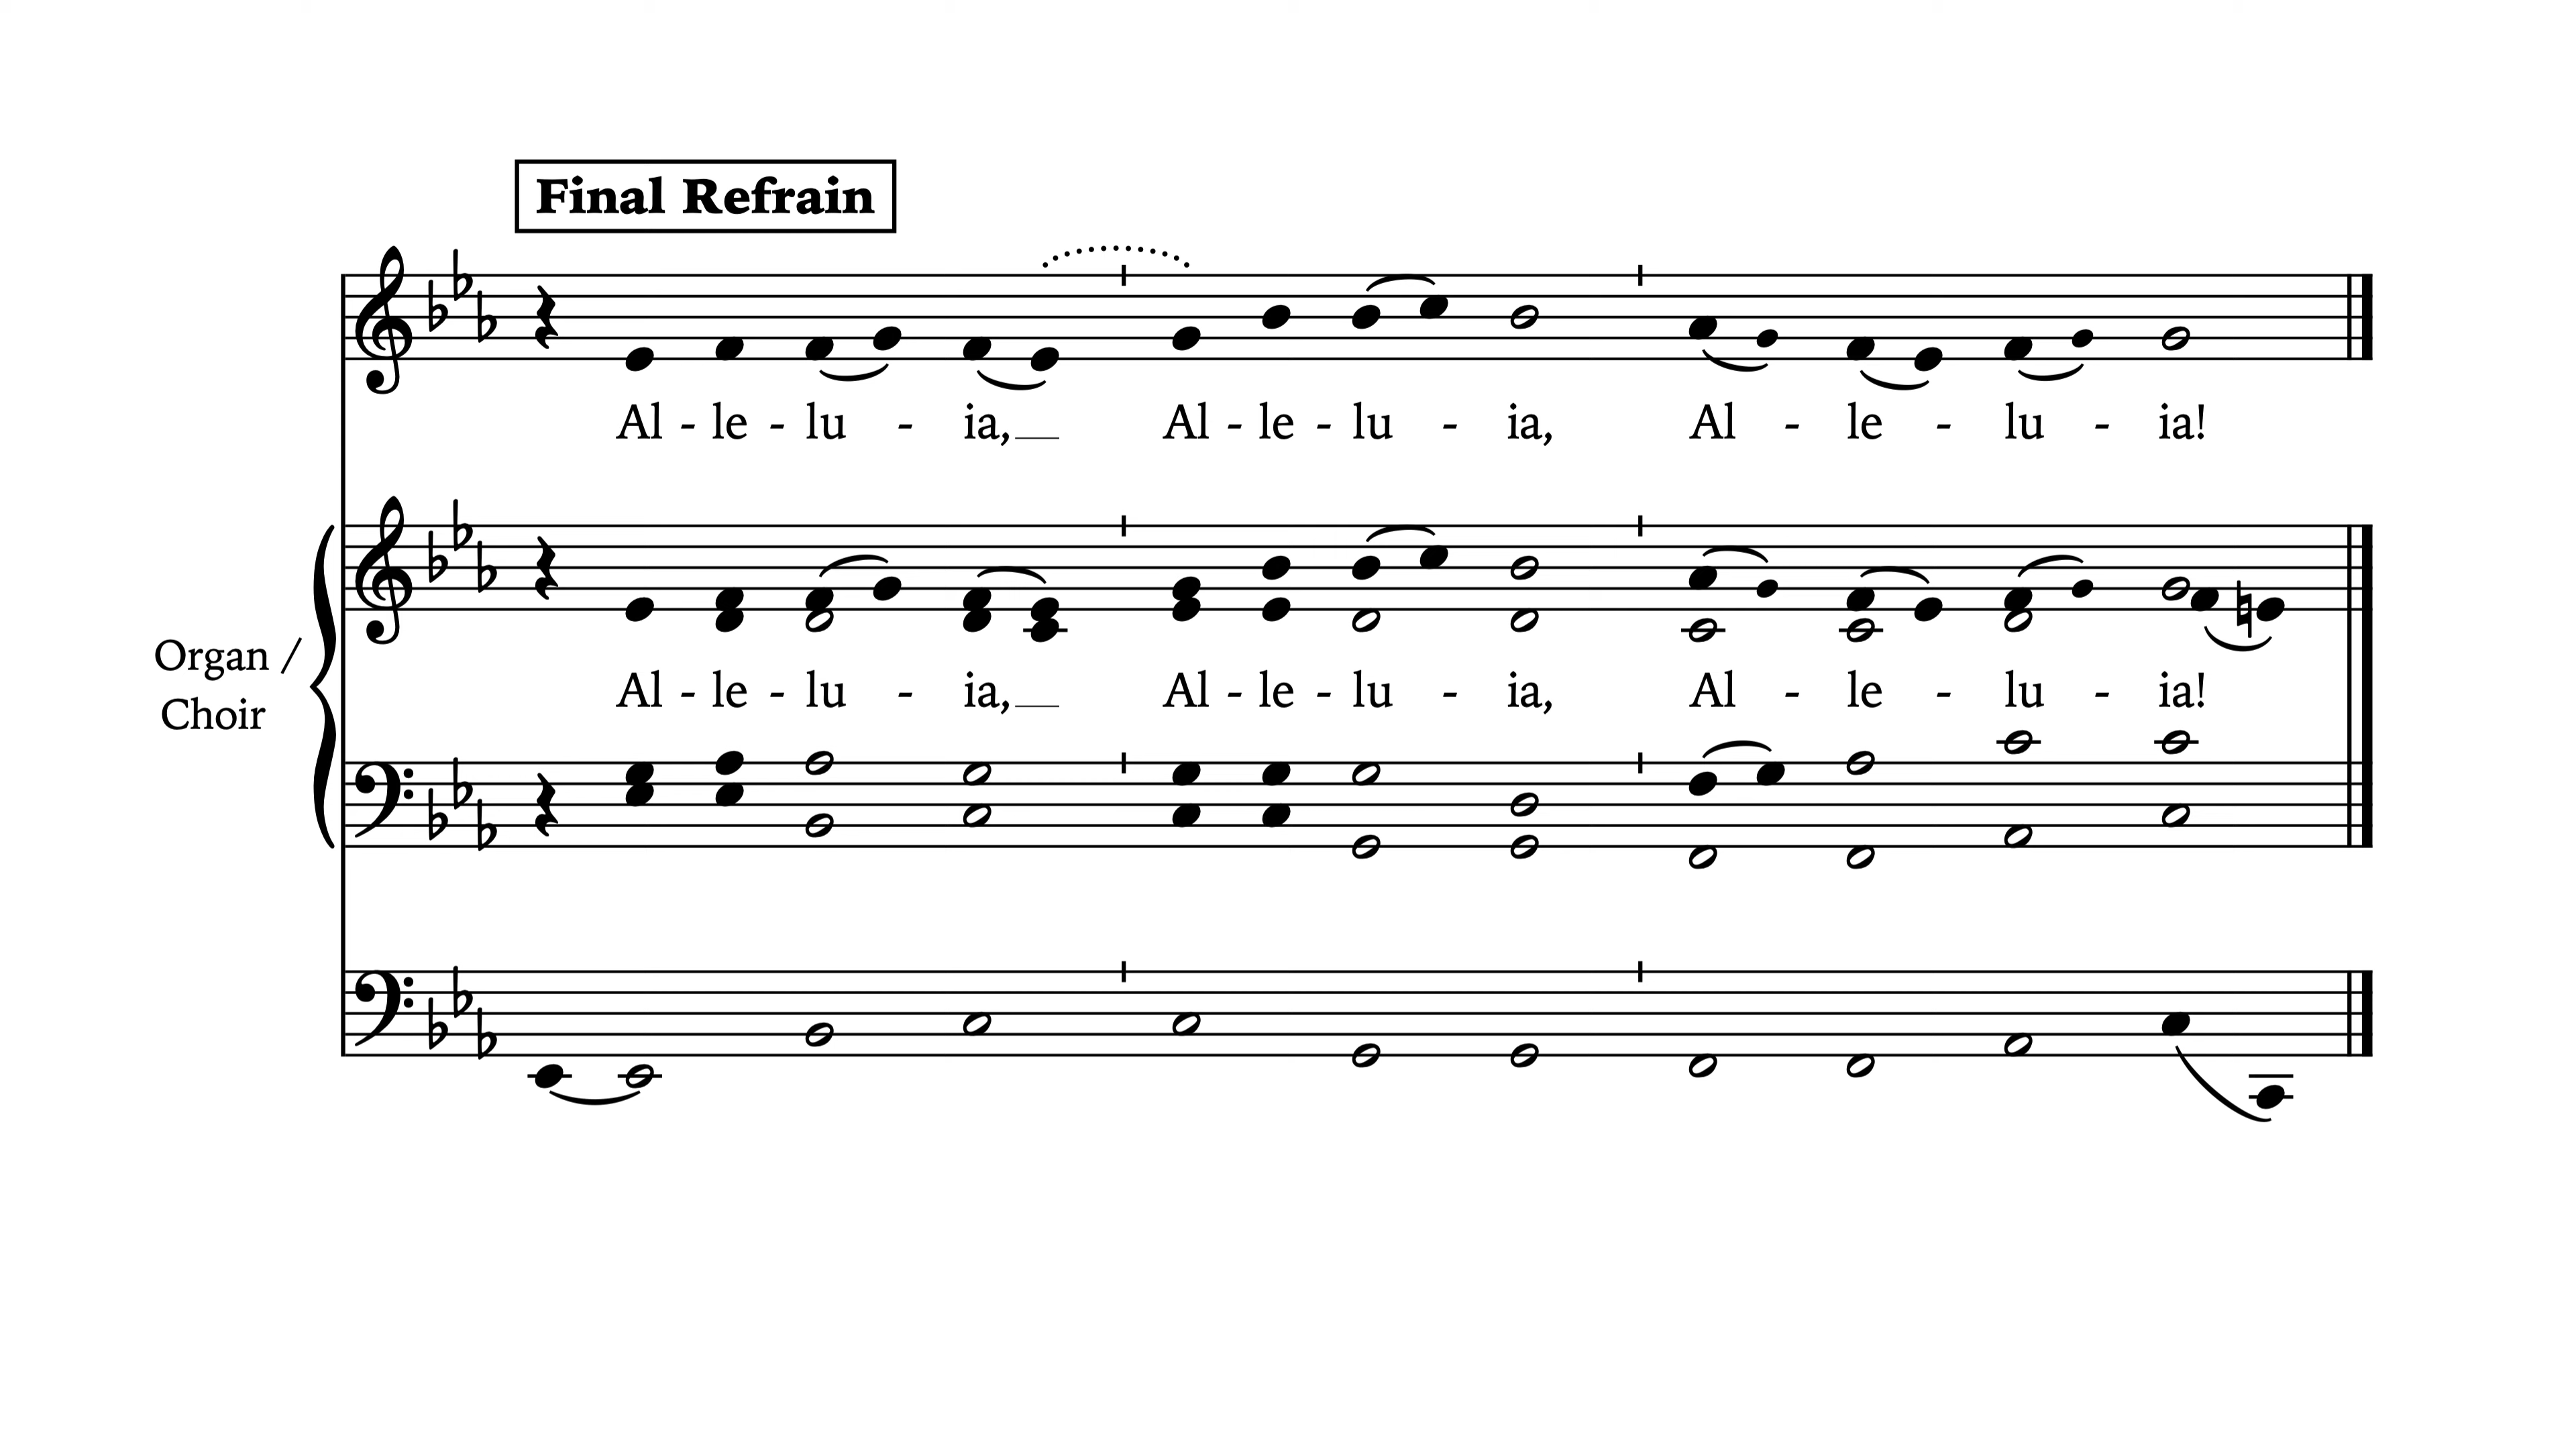 Final Refrain
Al - le - lu - ia, Al - le - lu - ia, Al - le - lu - ia!
Organ /
Choir
Al - le - lu - ia, Al - le - lu - ia, Al - le - lu - ia!